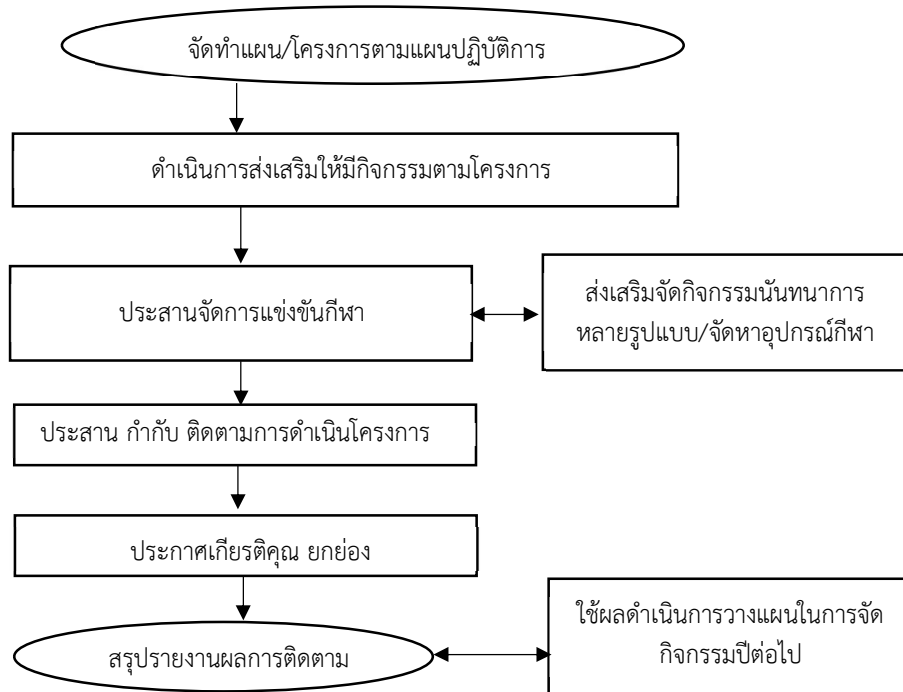 จัดทำแผน/โครงการตามแผนปฏิบัติการ
ดำเนินการส่งเสริมให้มีกิจกรรมตามโครงการ
ประสานจัดการแข่งขันกีฬา
ส่งเสริมจัดกิจกรรมนันทนาการ
หลายรูปแบบ/จัดหาอุปกรณ์กีฬา
ประสาน กำกับ ติดตามการดำเนินโครงการ
ประกาศเกียรติคุณ ยกย่อง
สรุปรายงานผลการติดตาม
ใช้ผลดำเนินการวางแผนในการจัด
กิจกรรมปีต่อไป